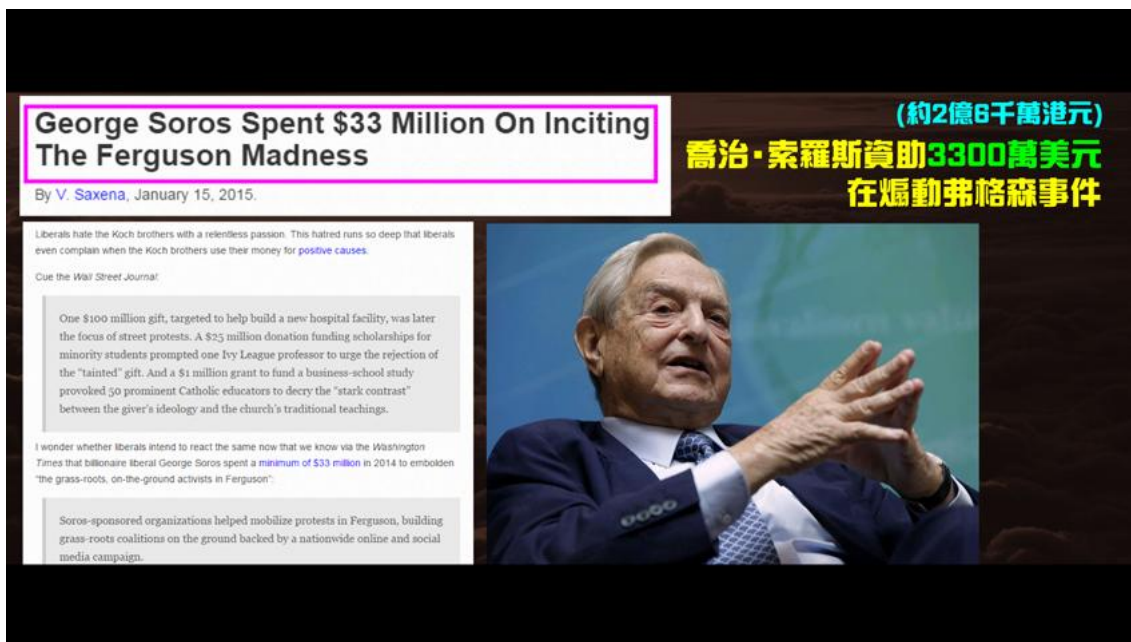 George Soros Spent $33 Million On Inciting
The Ferguson Madness
By V. Saxena, January 15, 2015.
(約2億6千萬港元)
喬治·索羅斯資助3300萬美元
在煽動弗格森事件
Liberals hate the Koch brothers with a relentless passion. This hatred runs so deep that liberals
even complain when the Koch brothers use their money for positive causes.
Cue the Wall Street Journal:
One $100 million gift, targeted to help build a new hospital facility, was later
the focus of street protests. A $25 million donation funding scholarships for
minority students prompted one Ivy League professor to urge the rejection of
the "tainted" gift. And a $1 million grant to fund a business-school study
provoked 50 prominent Catholic educators to decry the "stark contrast"
between the giver's ideology and the church's traditional teachings.
I wonder whether liberals intend to react the same now that we know via the Washington
Times that billionaire liberal George Soros spent a minimum of $33 million in 2014 to embolden
"the grass-roots, on-the-ground activists in Ferguson":
Soros-sponsored organizations helped mobilize protests in Ferguson, building
grass-roots coalitions on the ground backed by a nationwide online and social
media campaign.